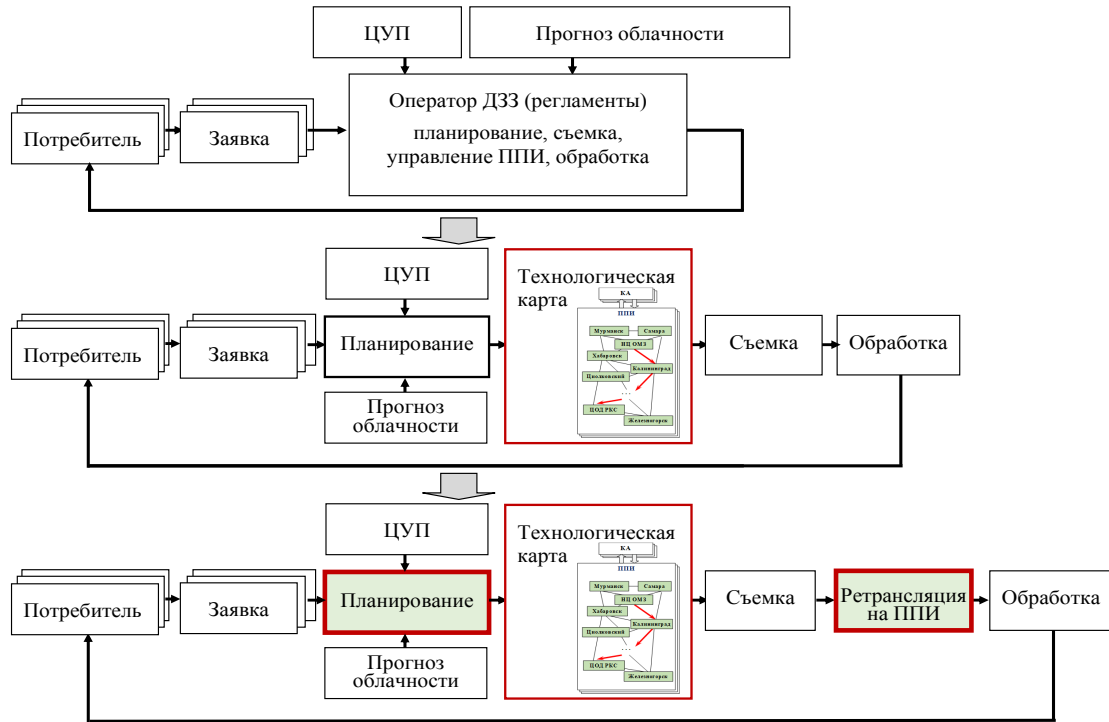 ЦУП
Прогноз облачности
Оператор ДЗЗ (регламенты)
планирование, съемка,
управление ППИ, обработка
Потребитель
Заявка
ЦУП
Технологическая
карта
КА
ППИ
Мурманск
Самара
НЦ ОМЗ
Хабаровск
Калининград
Циолковский
...
ЦОД РКС
Железногорск
Потребитель
Заявка
Планирование
Съемка
Обработка
Прогноз
облачности
ЦУП
Технологическая
карта
КА
ППИ
Мурманск
Самара
НЦ ОМЗ
Хабаровск
Калининград
Циолковский
...
ЦОД РКС
Железногорск
Потребитель
Заявка
Планирование
Съемка
Ретрансляция
на ППИ
Обработка
Прогноз
облачности